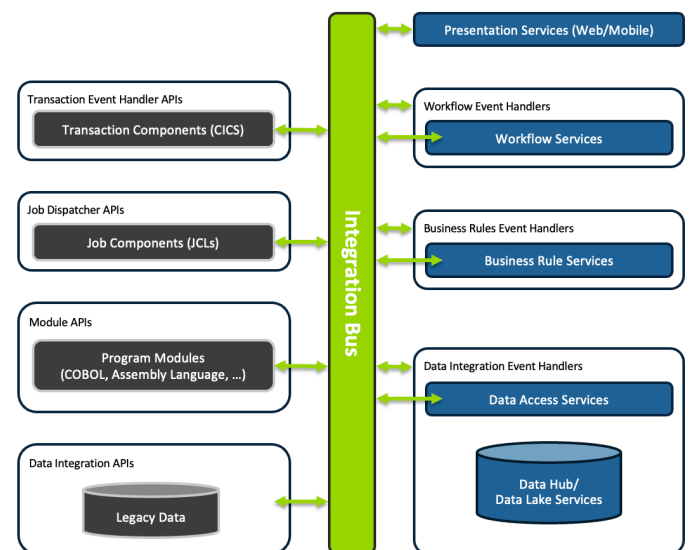 Presentation Services (Web/Mobile)
Transaction Event Handler APIs
Transaction Components (CICS)
Workflow Event Handlers
Workflow Services
Job Dispatcher APIs
Job Components (JCLs)
Integration Bus
Business Rules Event Handlers
Business Rule Services
Module APIs
Program Modules
(COBOL, Assembly Language, ...)
Data Integration Event Handlers
Data Access Services
Data Integration APIs
Legacy Data
Data Hub/
Data Lake Services